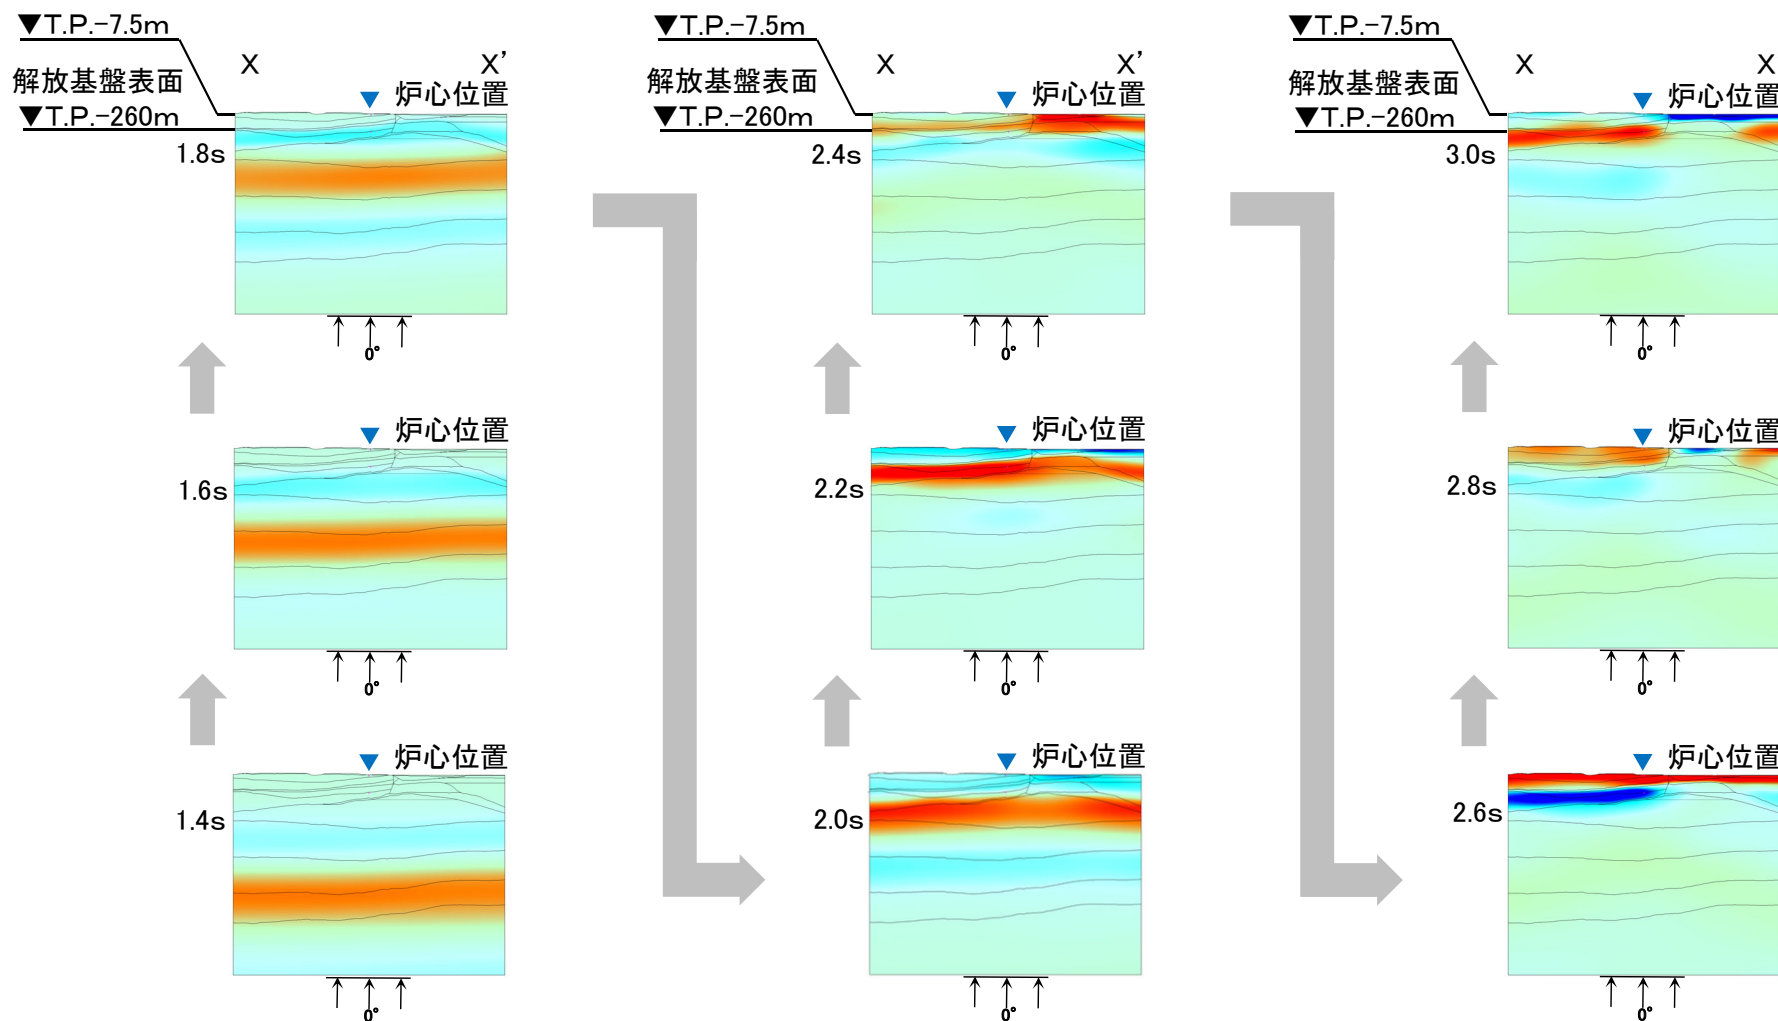 ▼T.P.-7.5m
X X'
解放基盤表面
炉心位置
▼T.P.-260m
1.8s
0°
炉心位置
1.6s
0°
炉心位置
1.4s
0°
▼T.P.-7.5m
X X'
解放基盤表面
炉心位置
▼T.P.-260m
2.4s
0°
炉心位置
2.2s
0°
炉心位置
2.0s
0°
▼T.P.-7.5m
X X
解放基盤表面
炉心位置
▼T.P.-260m
3.0s
0°
炉心位置
2.8s
0°
炉心位置
2.6s
0°